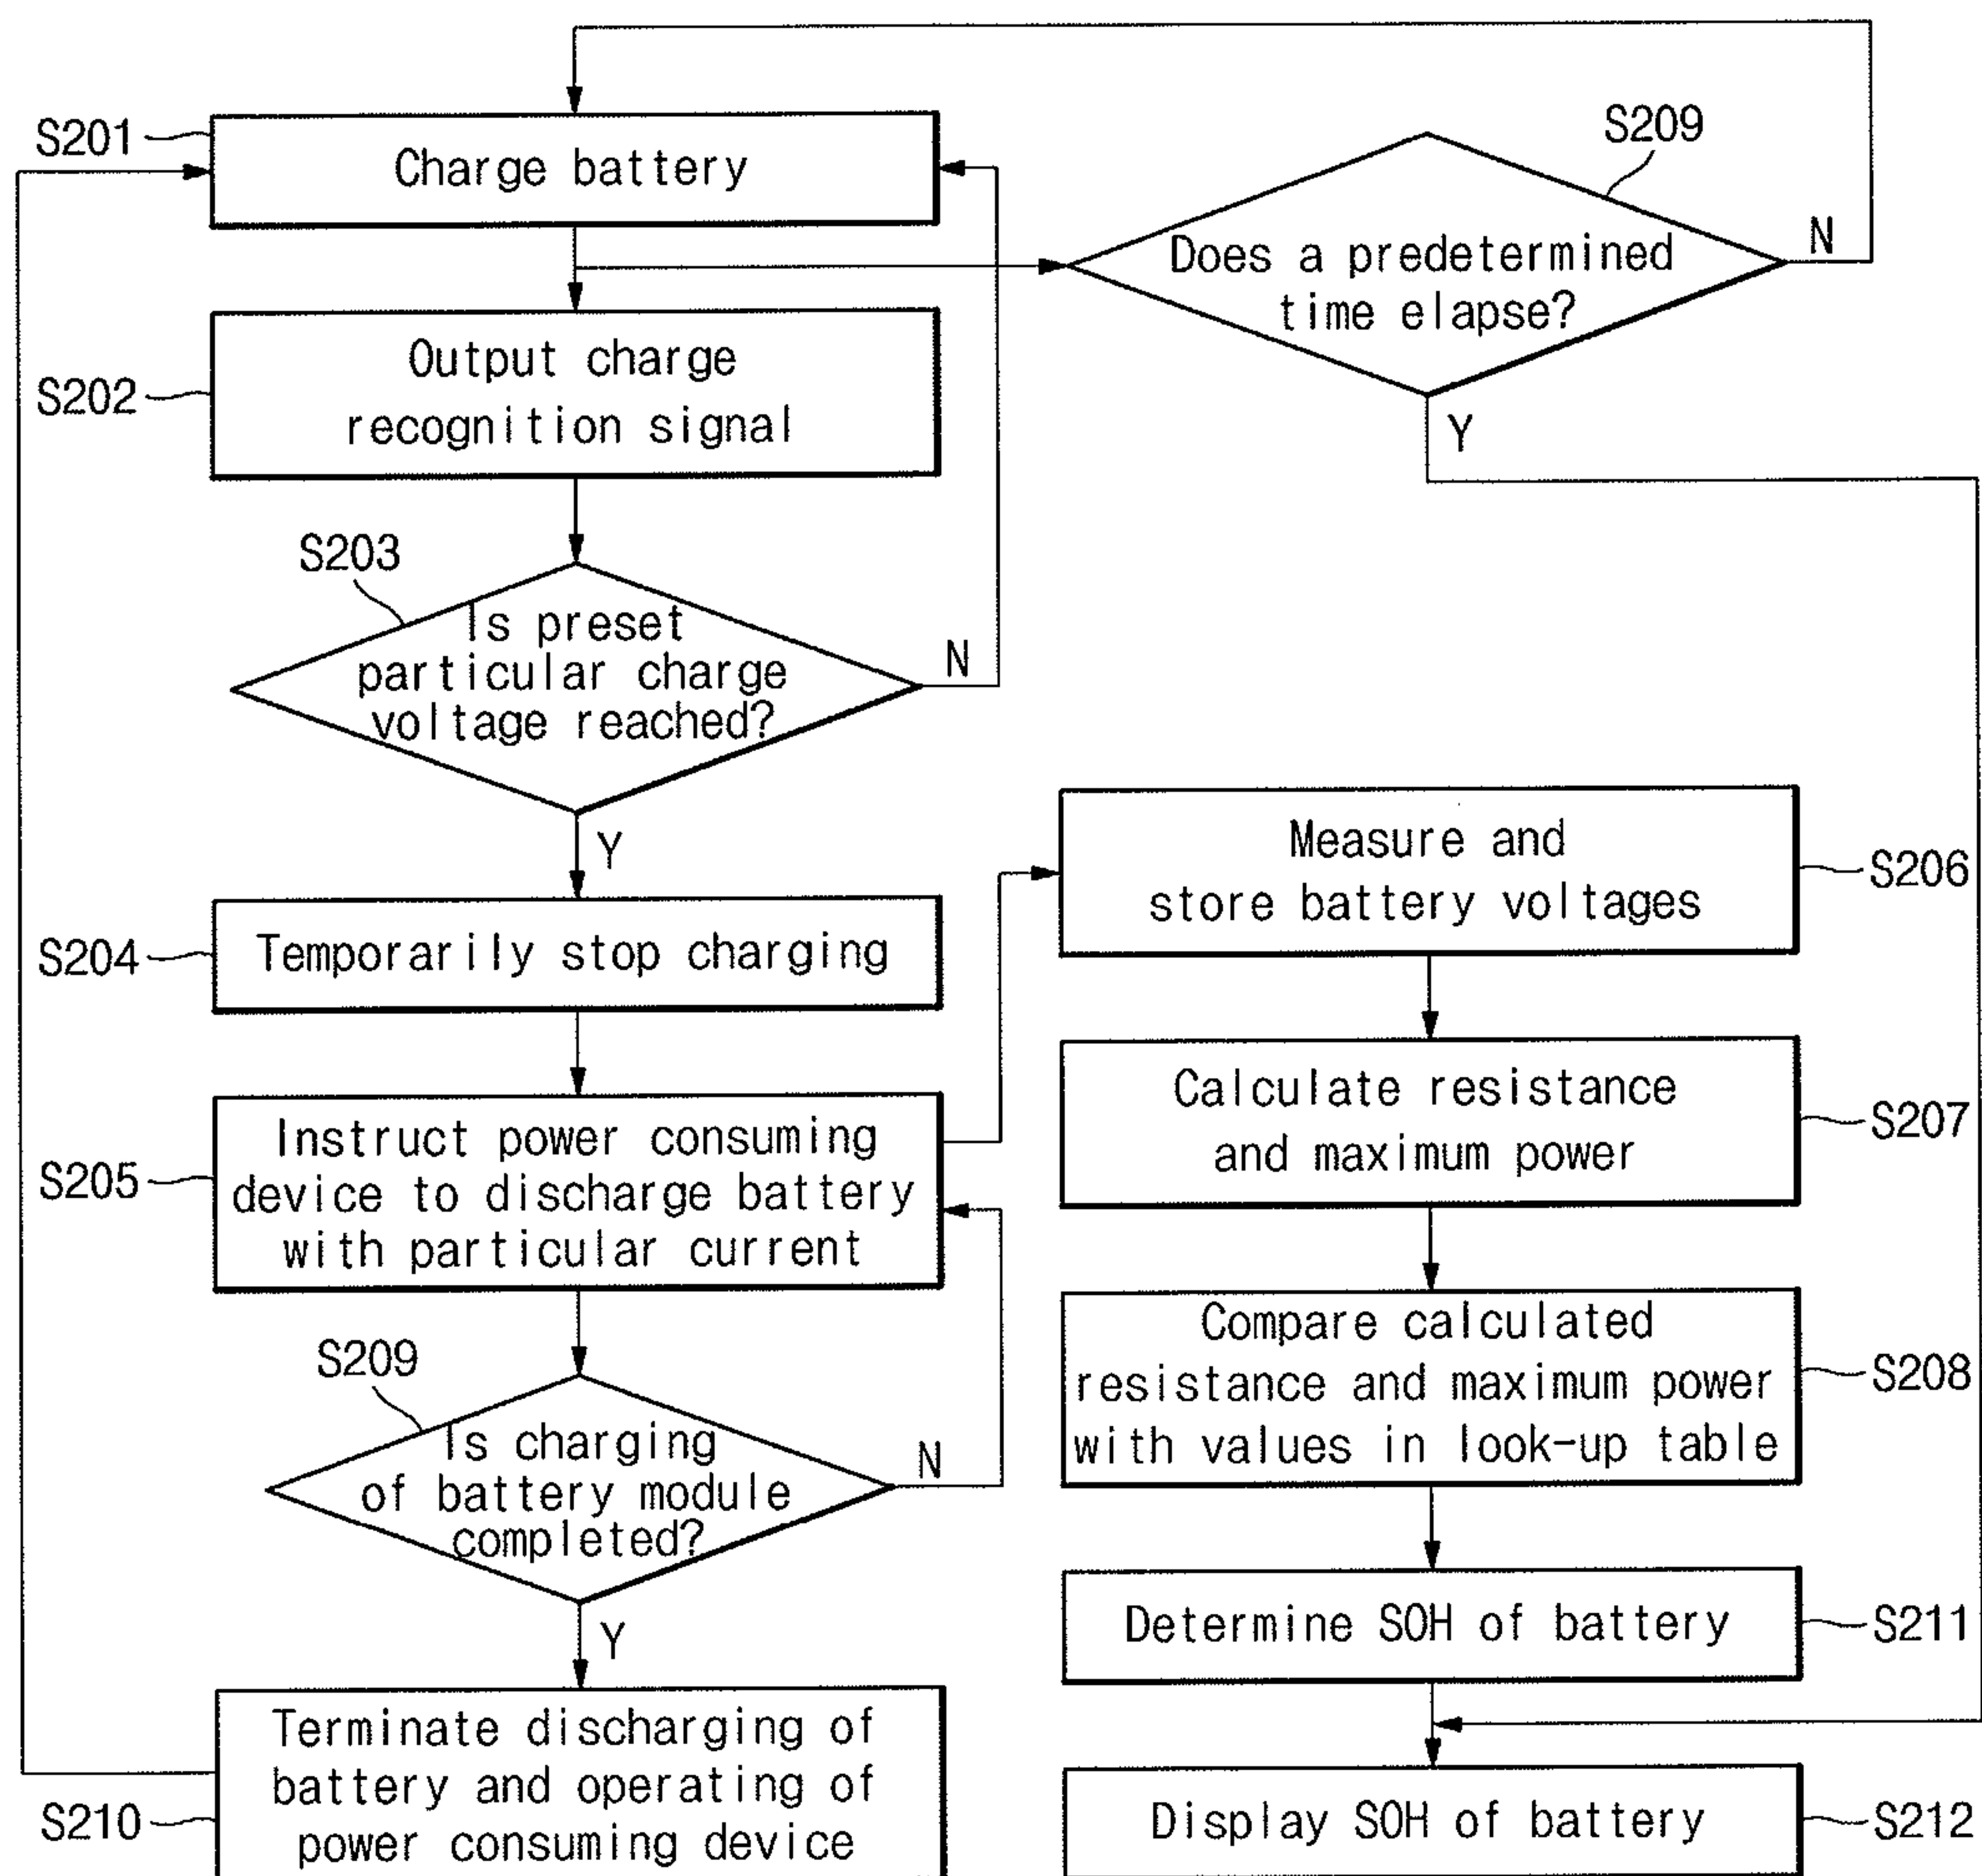 S201
Charge battery
S209
Does a predetermined
time elapse?
N
Y
S202
Output charge
recognition signal
S203
Is preset
particular charge
voltage reached?
N
Y
S204
Temporarily stop charging
S205
Instruct power consuming
device to discharge battery
with particular current
S209
Is charging
of battery module
completed?
N
Y
S210
Terminate discharging of
battery and operating of
power consuming device
Measure and
store battery voltages
S206
Calculate resistance
and maximum power
S207
Compare calculated
resistance and maximum power
with values in look-up table
S208
Determine SOH of battery
S211
Display SOH of battery
S212